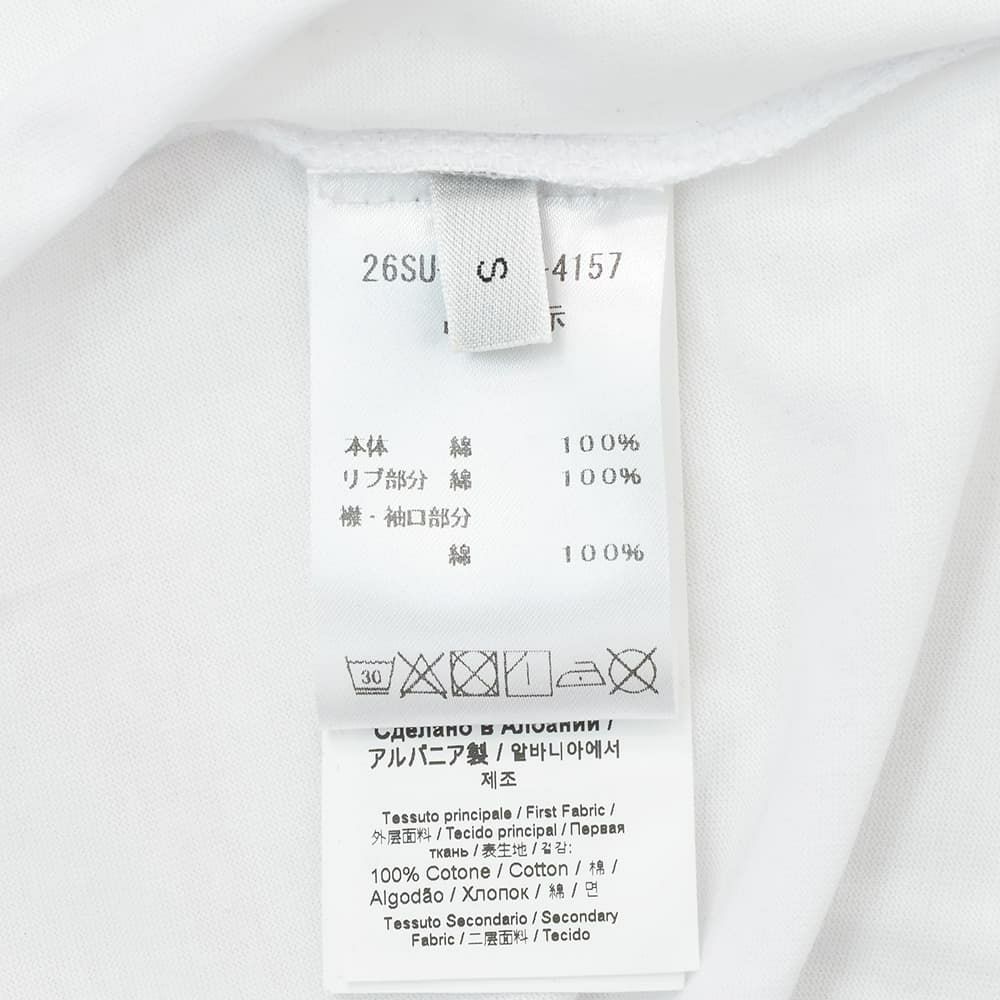 26SU- -4157
S
示
本体 綿 100%
リブ部分 綿 100%
襟・袖口部分
綿 100%
30
Сделано в Албании /
アルバニア製 / 알바니아에서
제조
Tessuto principale / First Fabric /
外层面料 / Tecido principal / Первая
ткань / 表生地 / 겉감:
100% Cotone / Cotton / 棉 /
Algodão / Хлопок / 綿 / 면
Tessuto Secondario / Secondary
Fabric / 二层面料 / Tecido